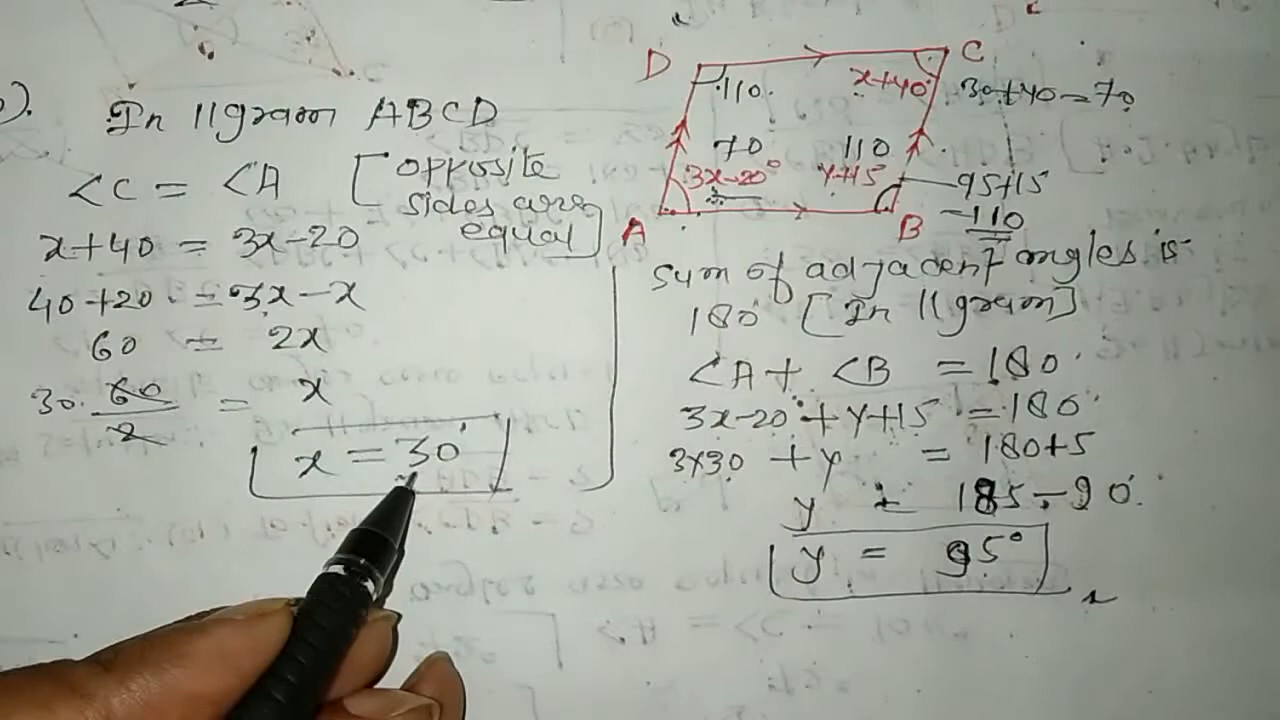 ).
In ||gram ABCD
<C = <A [opposite sides are equal]
x+40 = 3x-20
40+20 = 3x-x
60 = 2x
30. 60/2 = x
x = 30°
D C
110. x+40° 30+40=70
70 110
3x-20° y+15 95+15
A B -110
Sum of adjacent angles is
180 [In ||gram]
<A + <B = 180°
3x-20°+y+15 = 180°
3x30 + y = 180+5
y = 185-90.
y = 95°